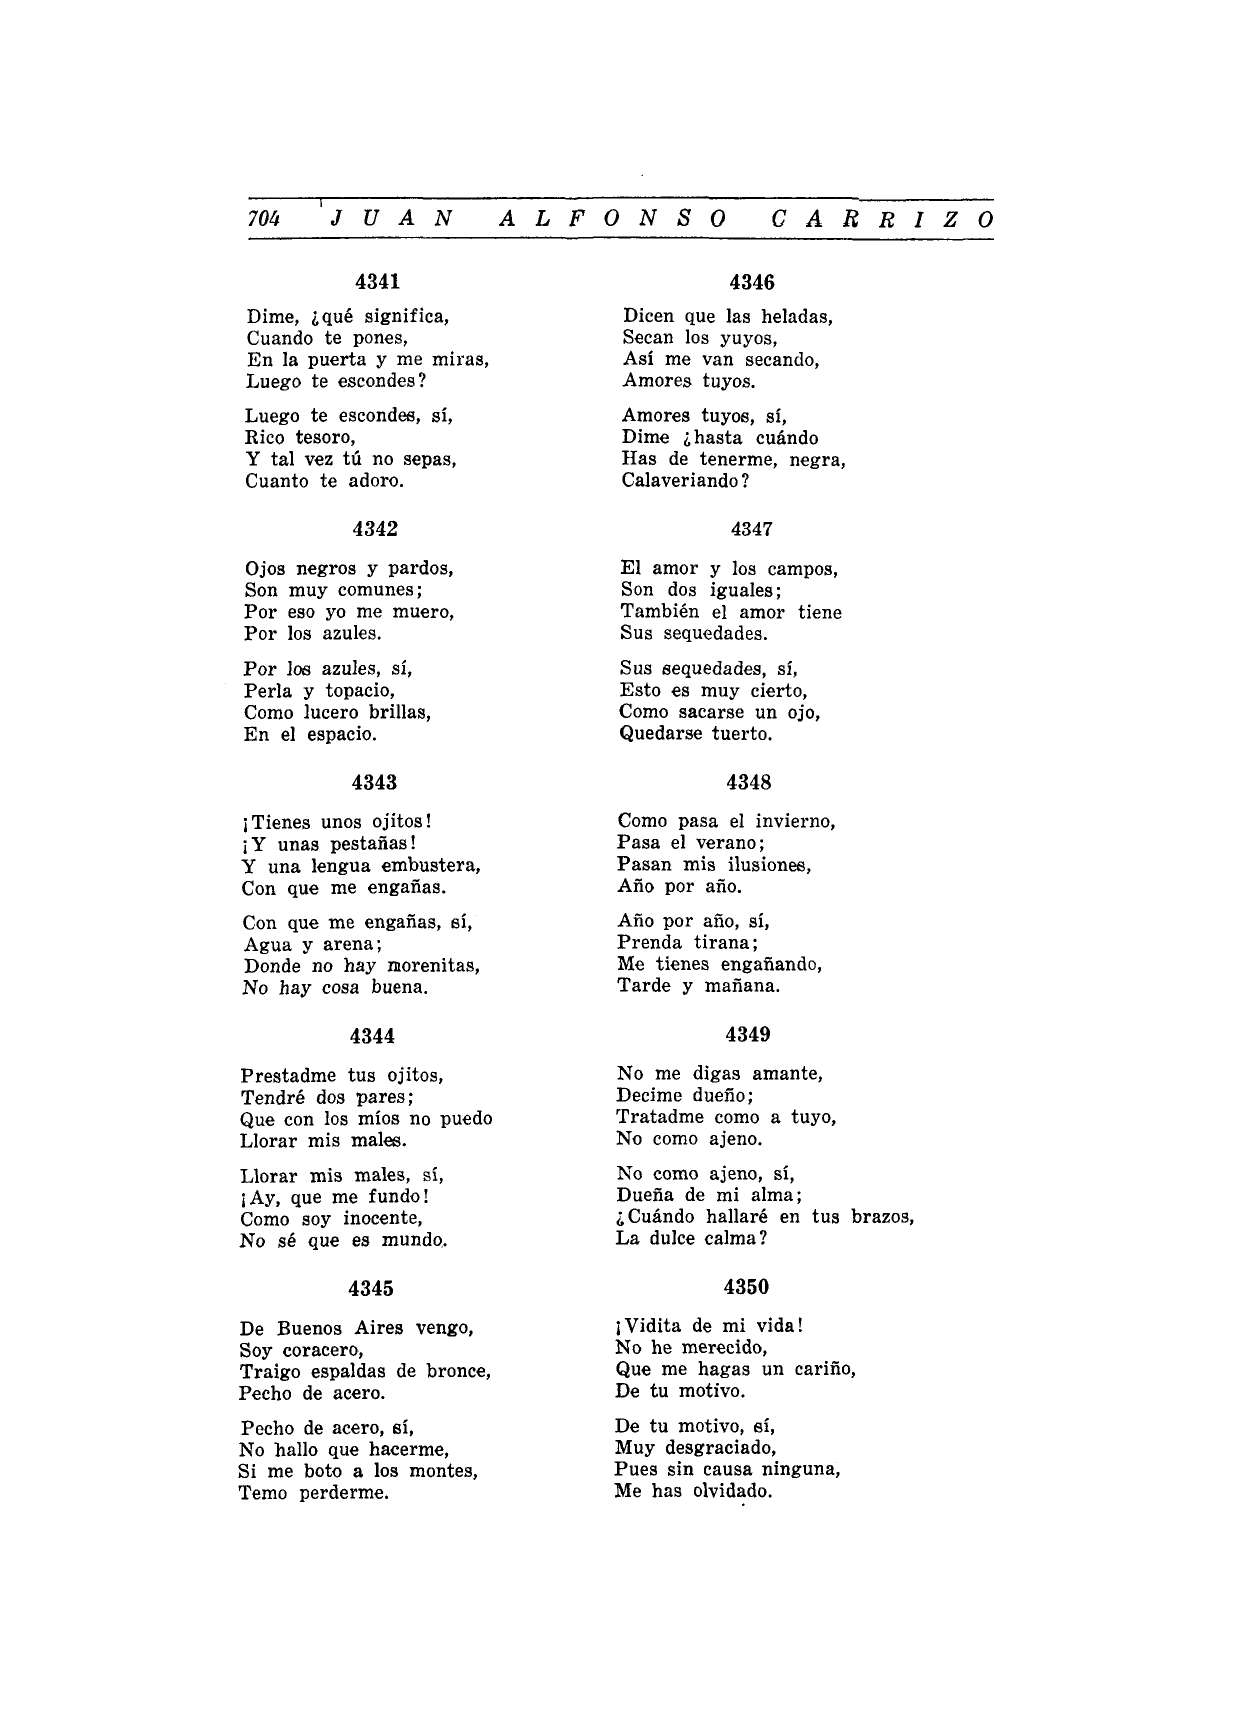 704 JUAN ALFONSO CARRIZO
4341
Dime, ¿qué significa,
Cuando te pones,
En la puerta y me miras,
Luego te escondes?
Luego te escondes, sí,
Rico tesoro,
Y tal vez tú no sepas,
Cuanto te adoro.
4342
Ojos negros y pardos,
Son muy comunes;
Por eso yo me muero,
Por los azules.
Por los azules, sí,
Perla y topacio,
Como lucero brillas,
En el espacio.
4343
¡Tienes unos ojitos!
¡Y unas pestañas!
Y una lengua embustera,
Con que me engañas.
Con que me engañas, sí,
Agua y arena;
Donde no hay morenitas,
No hay cosa buena.
4344
Prestadme tus ojitos,
Tendré dos pares;
Que con los míos no puedo
Llorar mis males.
Llorar mis males, sí,
¡Ay, que me fundo!
Como soy inocente,
No sé que es mundo.
4345
De Buenos Aires vengo,
Soy coracero,
Traigo espaldas de bronce,
Pecho de acero.
Pecho de acero, sí,
No hallo que hacerme,
Si me boto a los montes,
Temo perderme.
4346
Dicen que las heladas,
Secan los yuyos,
Así me van secando,
Amores tuyos.
Amores tuyos, sí,
Dime ¿hasta cuándo
Has de tenerme, negra,
Calaveriando?
4347
El amor y los campos,
Son dos iguales;
También el amor tiene
Sus sequedades.
Sus sequedades, sí,
Esto es muy cierto,
Como sacarse un ojo,
Quedarse tuerto.
4348
Como pasa el invierno,
Pasa el verano;
Pasan mis ilusiones,
Año por año.
Año por año, sí,
Prenda tirana;
Me tienes engañando,
Tarde y mañana.
4349
No me digas amante,
Decime dueño;
Tratadme como a tuyo,
No como ajeno.
No como ajeno, sí,
Dueña de mi alma;
¿Cuándo hallaré en tus brazos,
La dulce calma?
4350
¡Vidita de mi vida!
No he merecido,
Que me hagas un cariño,
De tu motivo.
De tu motivo, sí,
Muy desgraciado,
Pues sin causa ninguna,
Me has olvidado.